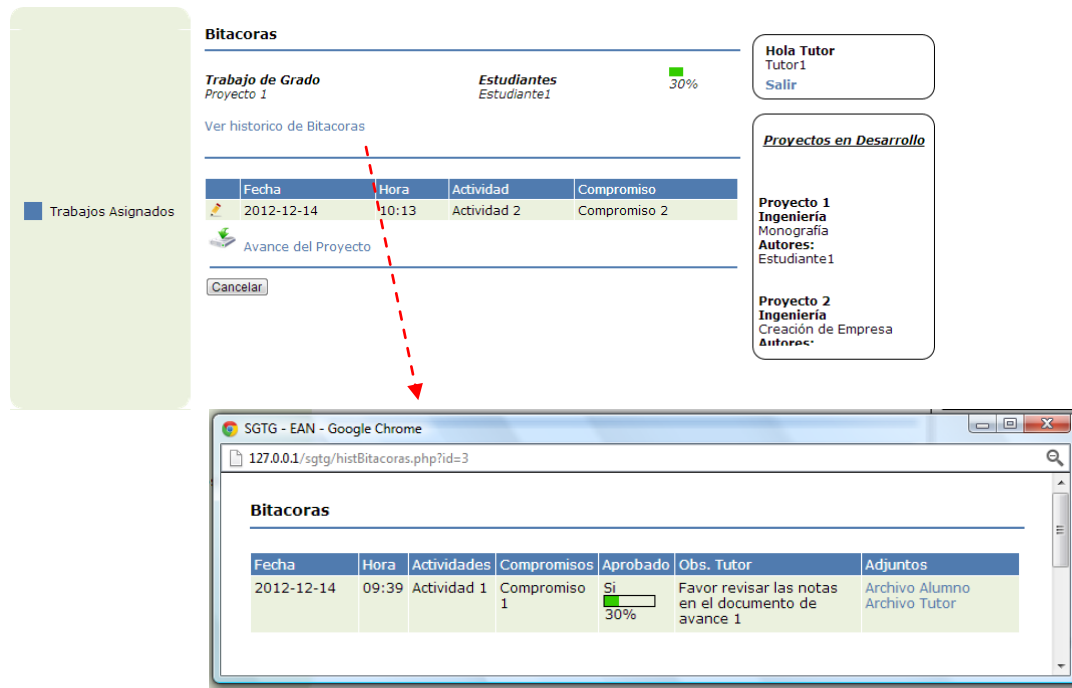 Trabajos Asignados
Bitacoras
Trabajo de Grado
Proyecto 1
Estudiantes
Estudiante1
30%
Ver historico de Bitacoras
Fecha Hora Actividad Compromiso
2012-12-14 10:13 Actividad 2 Compromiso 2
Avance del Proyecto
Cancelar
Hola Tutor
Tutor1
Salir
Proyectos en Desarrollo
Proyecto 1
Ingeniería
Monografía
Autores:
Estudiante1
Proyecto 2
Ingeniería
Creación de Empresa
Autores:
SGTG - EAN - Google Chrome
127.0.0.1/sgtg/histBitacoras.php?id=3
Bitacoras
Fecha Hora Actividades Compromisos Aprobado Obs. Tutor Adjuntos
2012-12-14 09:39 Actividad 1 Compromiso Si Favor revisar las notas Archivo Alumno
1 en el documento de Archivo Tutor
30% avance 1